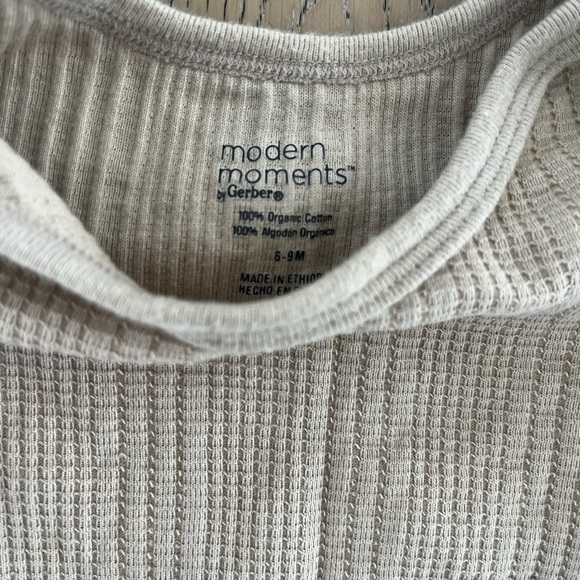 modern
moments™
by Gerber®
100% Organic Cotton
100% Algodón Orgánico
6-9M
MADE IN
HECHO EN